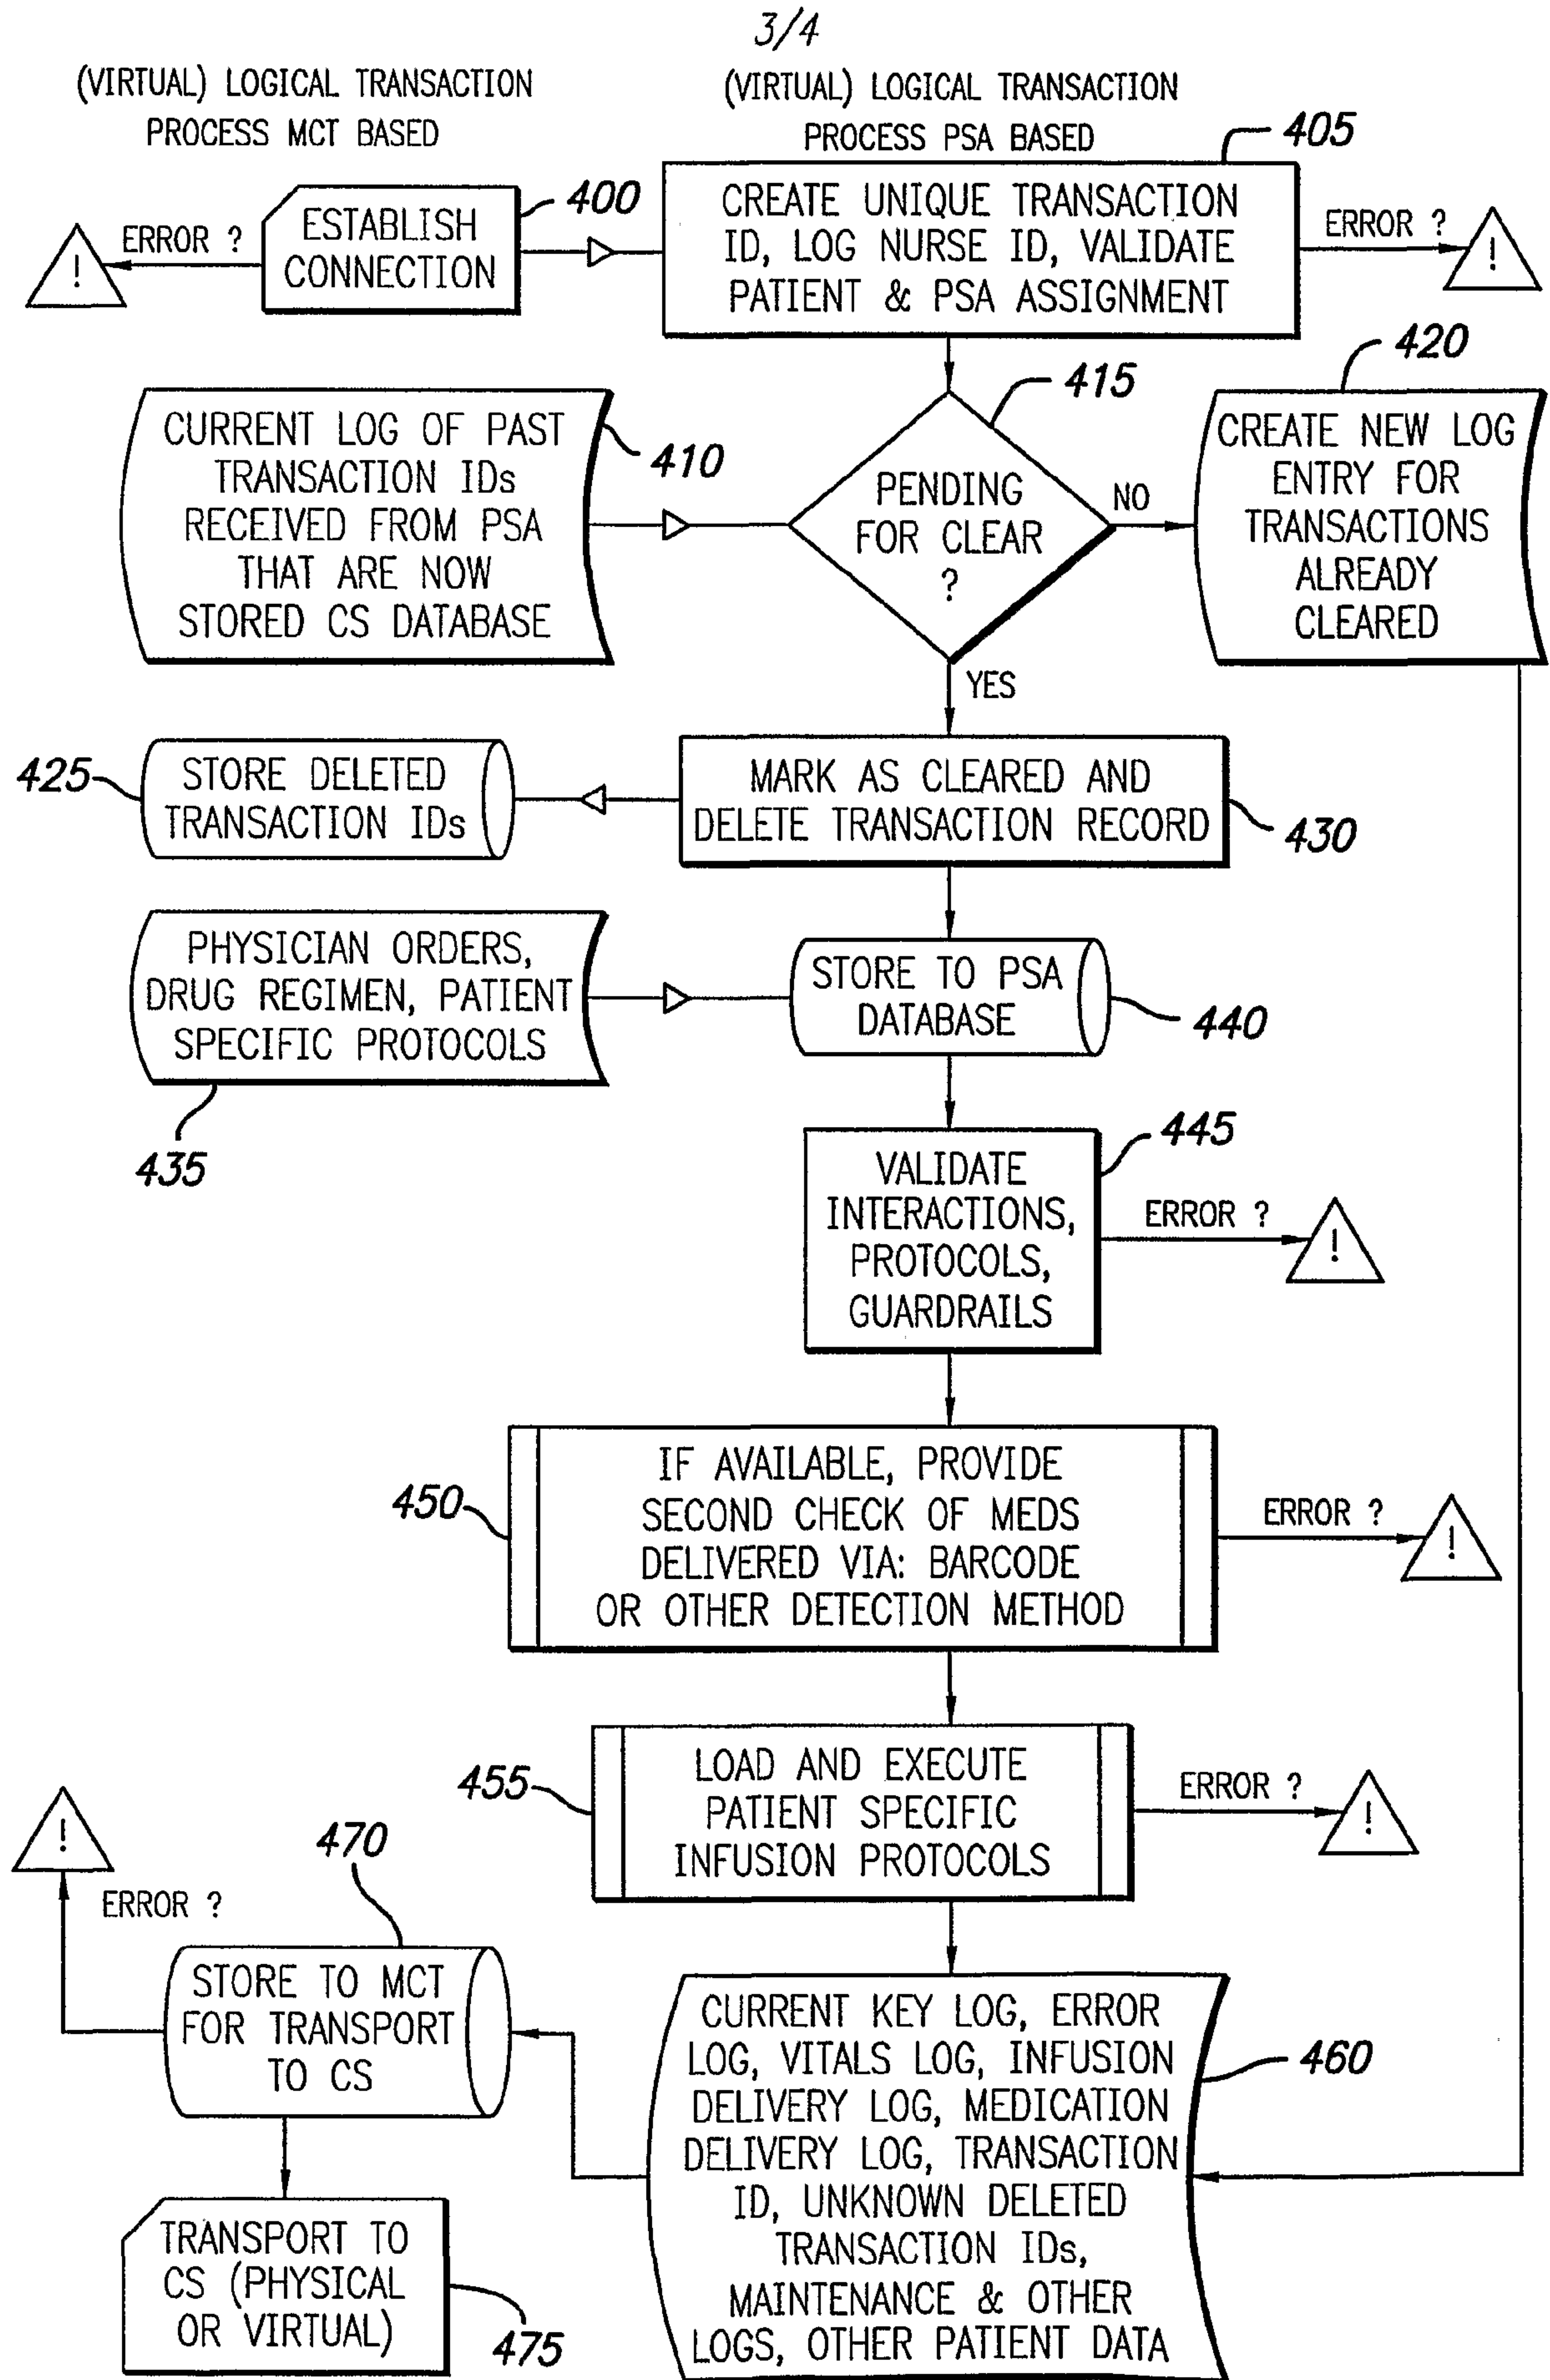 3/4
(VIRTUAL) LOGICAL TRANSACTION
PROCESS MCT BASED
(VIRTUAL) LOGICAL TRANSACTION
PROCESS PSA BASED
405
400
ESTABLISH
CONNECTION
ERROR ?
!
CREATE UNIQUE TRANSACTION
ID, LOG NURSE ID, VALIDATE
PATIENT & PSA ASSIGNMENT
ERROR ?
!
CURRENT LOG OF PAST
TRANSACTION IDs
RECEIVED FROM PSA
THAT ARE NOW
STORED CS DATABASE
410
415
PENDING
FOR CLEAR
?
NO
YES
420
CREATE NEW LOG
ENTRY FOR
TRANSACTIONS
ALREADY
CLEARED
425
STORE DELETED
TRANSACTION IDs
MARK AS CLEARED AND
DELETE TRANSACTION RECORD
430
PHYSICIAN ORDERS,
DRUG REGIMEN, PATIENT
SPECIFIC PROTOCOLS
435
STORE TO PSA
DATABASE
440
445
VALIDATE
INTERACTIONS,
PROTOCOLS,
GUARDRAILS
ERROR ?
!
450
IF AVAILABLE, PROVIDE
SECOND CHECK OF MEDS
DELIVERED VIA: BARCODE
OR OTHER DETECTION METHOD
ERROR ?
!
455
LOAD AND EXECUTE
PATIENT SPECIFIC
INFUSION PROTOCOLS
ERROR ?
!
!
ERROR ?
470
STORE TO MCT
FOR TRANSPORT
TO CS
CURRENT KEY LOG, ERROR
LOG, VITALS LOG, INFUSION
DELIVERY LOG, MEDICATION
DELIVERY LOG, TRANSACTION
ID, UNKNOWN DELETED
TRANSACTION IDs,
MAINTENANCE & OTHER
LOGS, OTHER PATIENT DATA
460
TRANSPORT TO
CS (PHYSICAL
OR VIRTUAL)
475